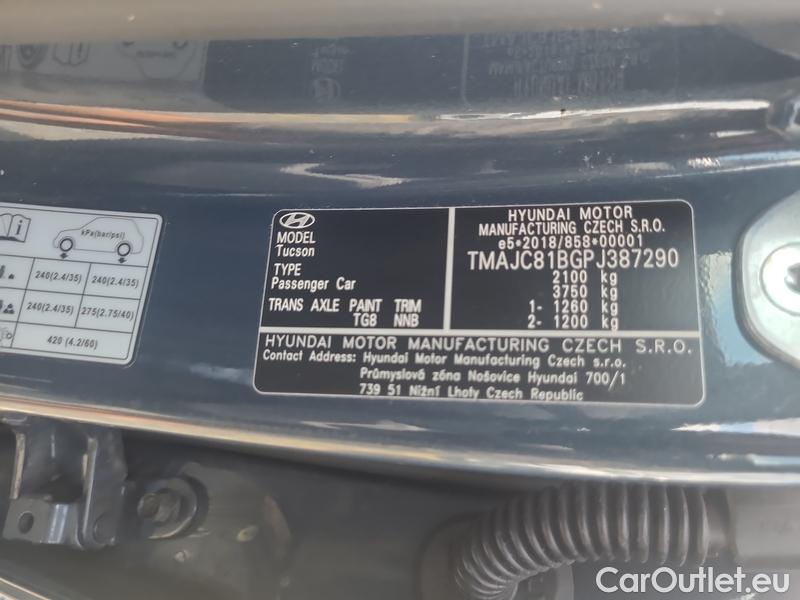 kPa(bar/psi)
240(2.4/35) 240(2.4/35)
240(2.4/35) 275(2.75/40)
420 (4.2/60)
MODEL
Tucson
TYPE
Passenger Car
TRANS AXLE PAINT TRIM
TG8 NNB
HYUNDAI MOTOR
MANUFACTURING CZECH S.R.O.
e5*2018/858*00001
TMAJC81BGPJ387290
2100 kg
3750 kg
1- 1260 kg
2- 1200 kg
HYUNDAI MOTOR MANUFACTURING CZECH S.R.O.
Contact Address: Hyundai Motor Manufacturing Czech s.r.o.
Průmyslová zóna Nošovice Hyundai 700/1
739 51 Nižní Lhoty Czech Republic
CarOutlet.eu